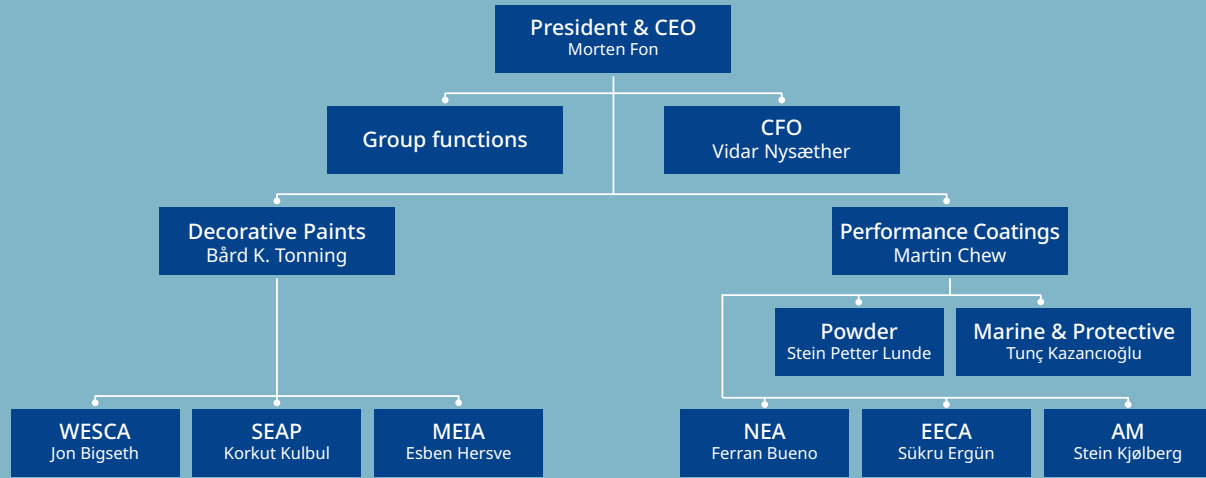 President & CEO
Morten Fon
Group functions
CFO
Vidar Nysæther
Decorative Paints
Bård K. Tonning
Performance Coatings
Martin Chew
Powder
Stein Petter Lunde
Marine & Protective
Tunç Kazancıoğlu
WESCA
Jon Bigseth
SEAP
Korkut Kulbul
MEIA
Esben Hersve
NEA
Ferran Bueno
EECA
Sükru Ergün
AM
Stein Kjølberg